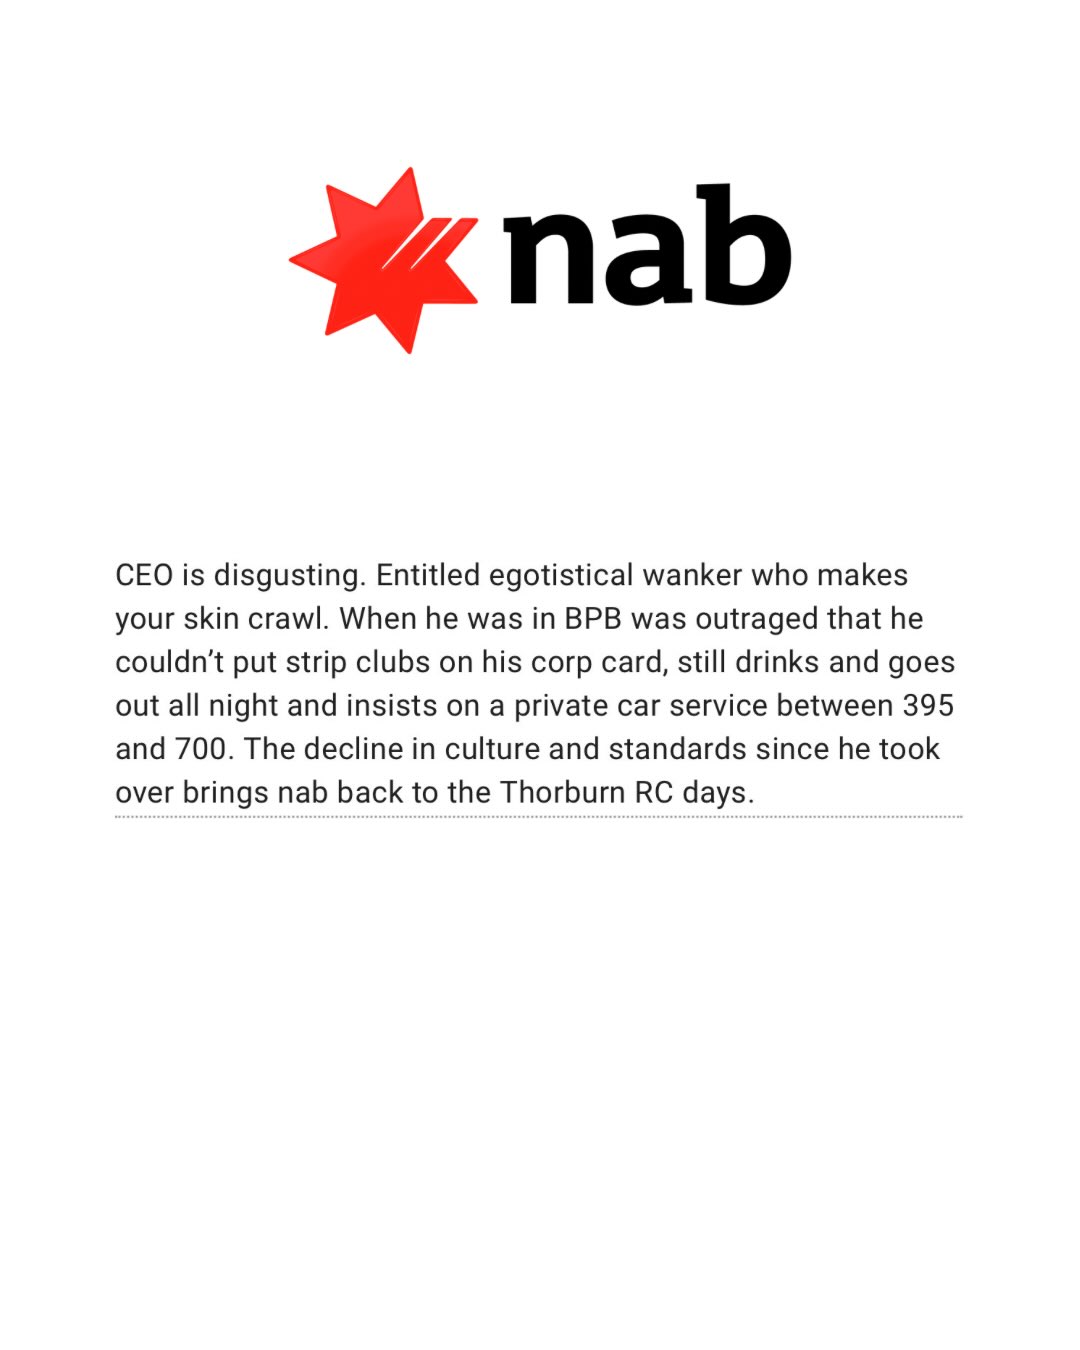 nab
CEO is disgusting. Entitled egotistical wanker who makes
your skin crawl. When he was in BPB was outraged that he
couldn’t put strip clubs on his corp card, still drinks and goes
out all night and insists on a private car service between 395
and 700. The decline in culture and standards since he took
over brings nab back to the Thorburn RC days.